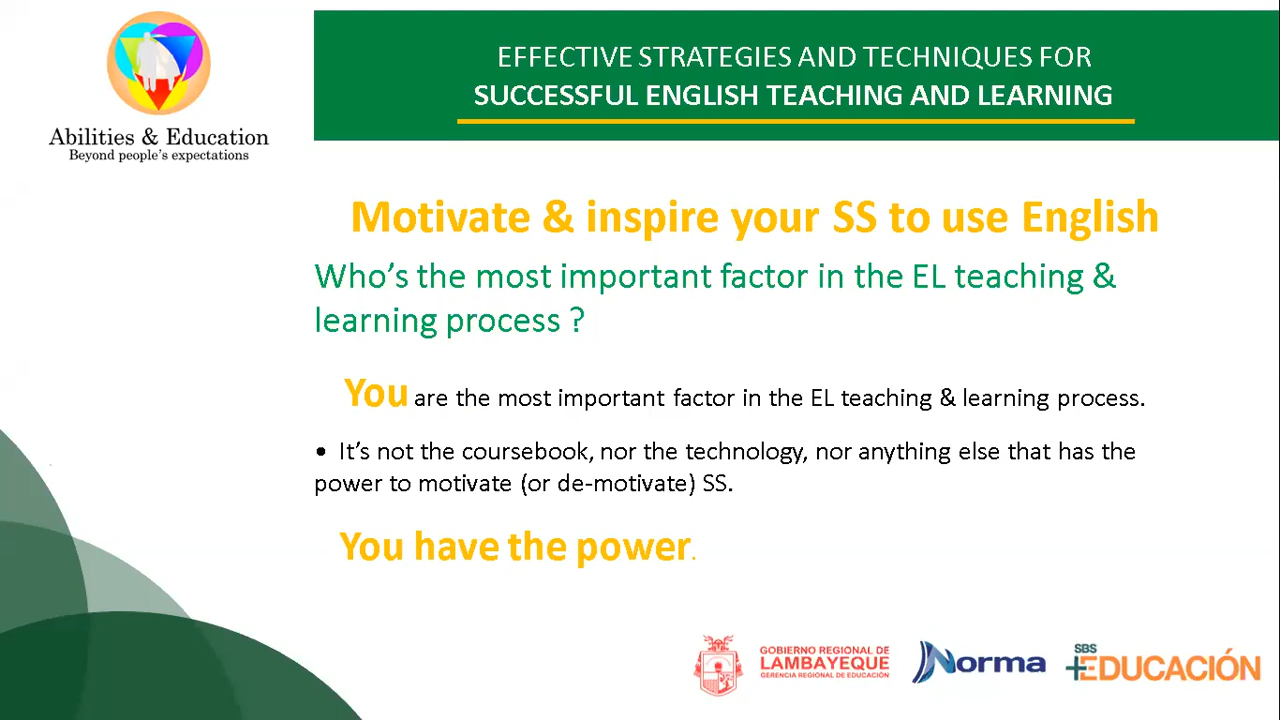 Abilities & Education
Beyond people's expectations
EFFECTIVE STRATEGIES AND TECHNIQUES FOR
SUCCESSFUL ENGLISH TEACHING AND LEARNING
Motivate & inspire your SS to use English
Who's the most important factor in the EL teaching &
learning process ?
You are the most important factor in the EL teaching & learning process.
• It's not the coursebook, nor the technology, nor anything else that has the
power to motivate (or de-motivate) SS.
You have the power.
GOBIERNO REGIONAL DE
LAMBAYEQUE
GERENCIA REGIONAL DE EDUCACIÓN
Norma
SBS
+EDUCACIÓN